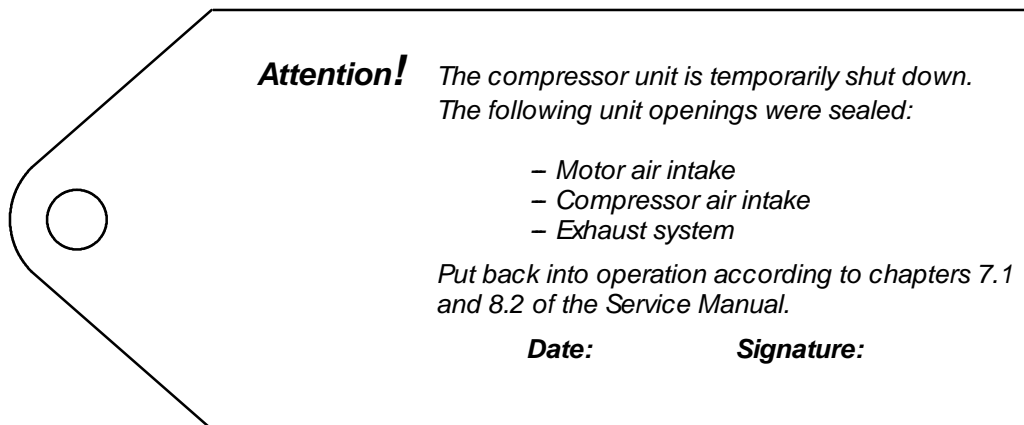 Attention! The compressor unit is temporarily shut down.
The following unit openings were sealed:
– Motor air intake
– Compressor air intake
– Exhaust system
Put back into operation according to chapters 7.1
and 8.2 of the Service Manual.
Date: Signature: